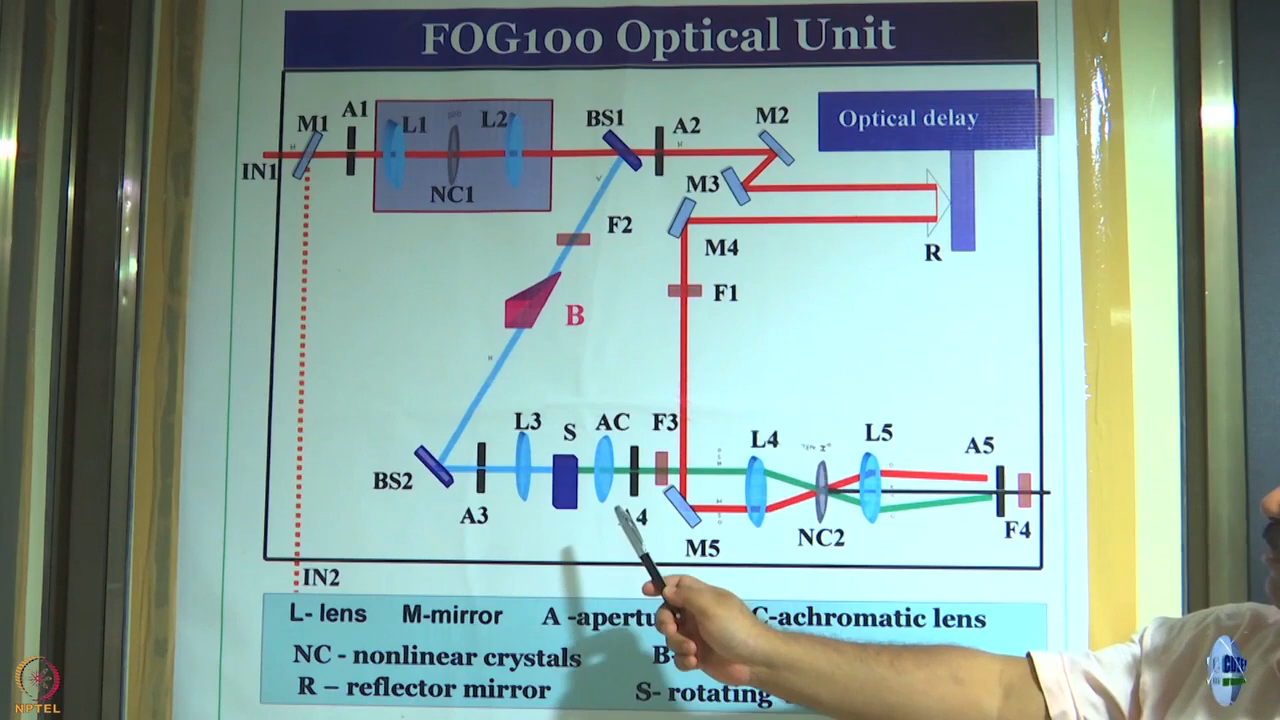 FOG100 Optical Unit
IN1
M1
A1
L1
NC1
L2
BS1
A2
M2
Optical delay
M3
M4
R
F2
F1
B
BS2
A3
L3
S
AC
4
F3
M5
L4
NC2
L5
A5
F4
IN2
L- lens M-mirror A -apertu C-achromatic lens
NC - nonlinear crystals B-
R – reflector mirror S- rotating
NPTEL